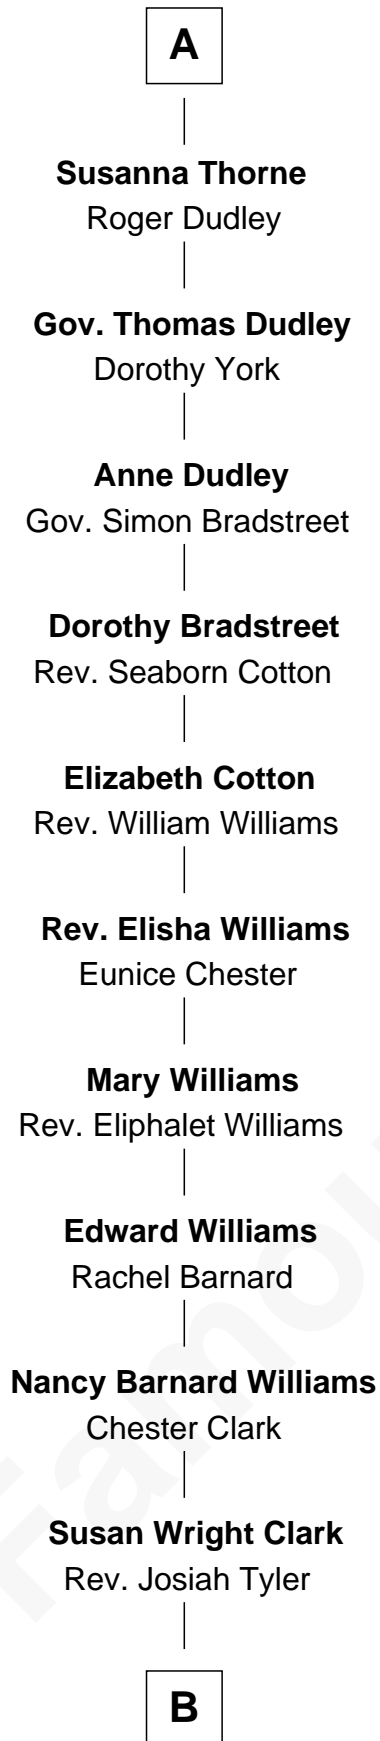 A
Susanna Thorne
Roger Dudley
Gov. Thomas Dudley
Dorothy York
Anne Dudley
Gov. Simon Bradstreet
Dorothy Bradstreet
Rev. Seaborn Cotton
Elizabeth Cotton
Rev. William Williams
Rev. Elisha Williams
Eunice Chester
Mary Williams
Rev. Eliphalet Williams
Edward Williams
Rachel Barnard
Nancy Barnard Williams
Chester Clark
Susan Wright Clark
Rev. Josiah Tyler
B